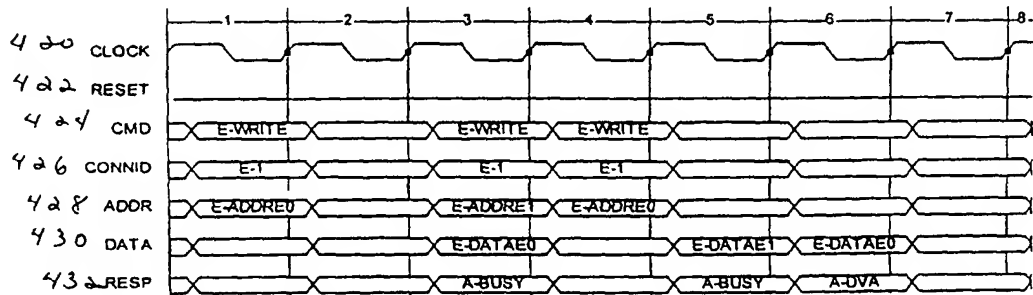 1 2 3 4 5 6 7 8
420 CLOCK
422 RESET
424 CMD E-WRITE E-WRITE E-WRITE
426 CONNID E-1 E-1 E-1
428 ADDR E-ADDRE0 E-ADDRE1 E-ADDRE0
430 DATA E-DATAE0 E-DATAE1 E-DATAE0
432 RESP A-BUSY A-BUSY A-DVA